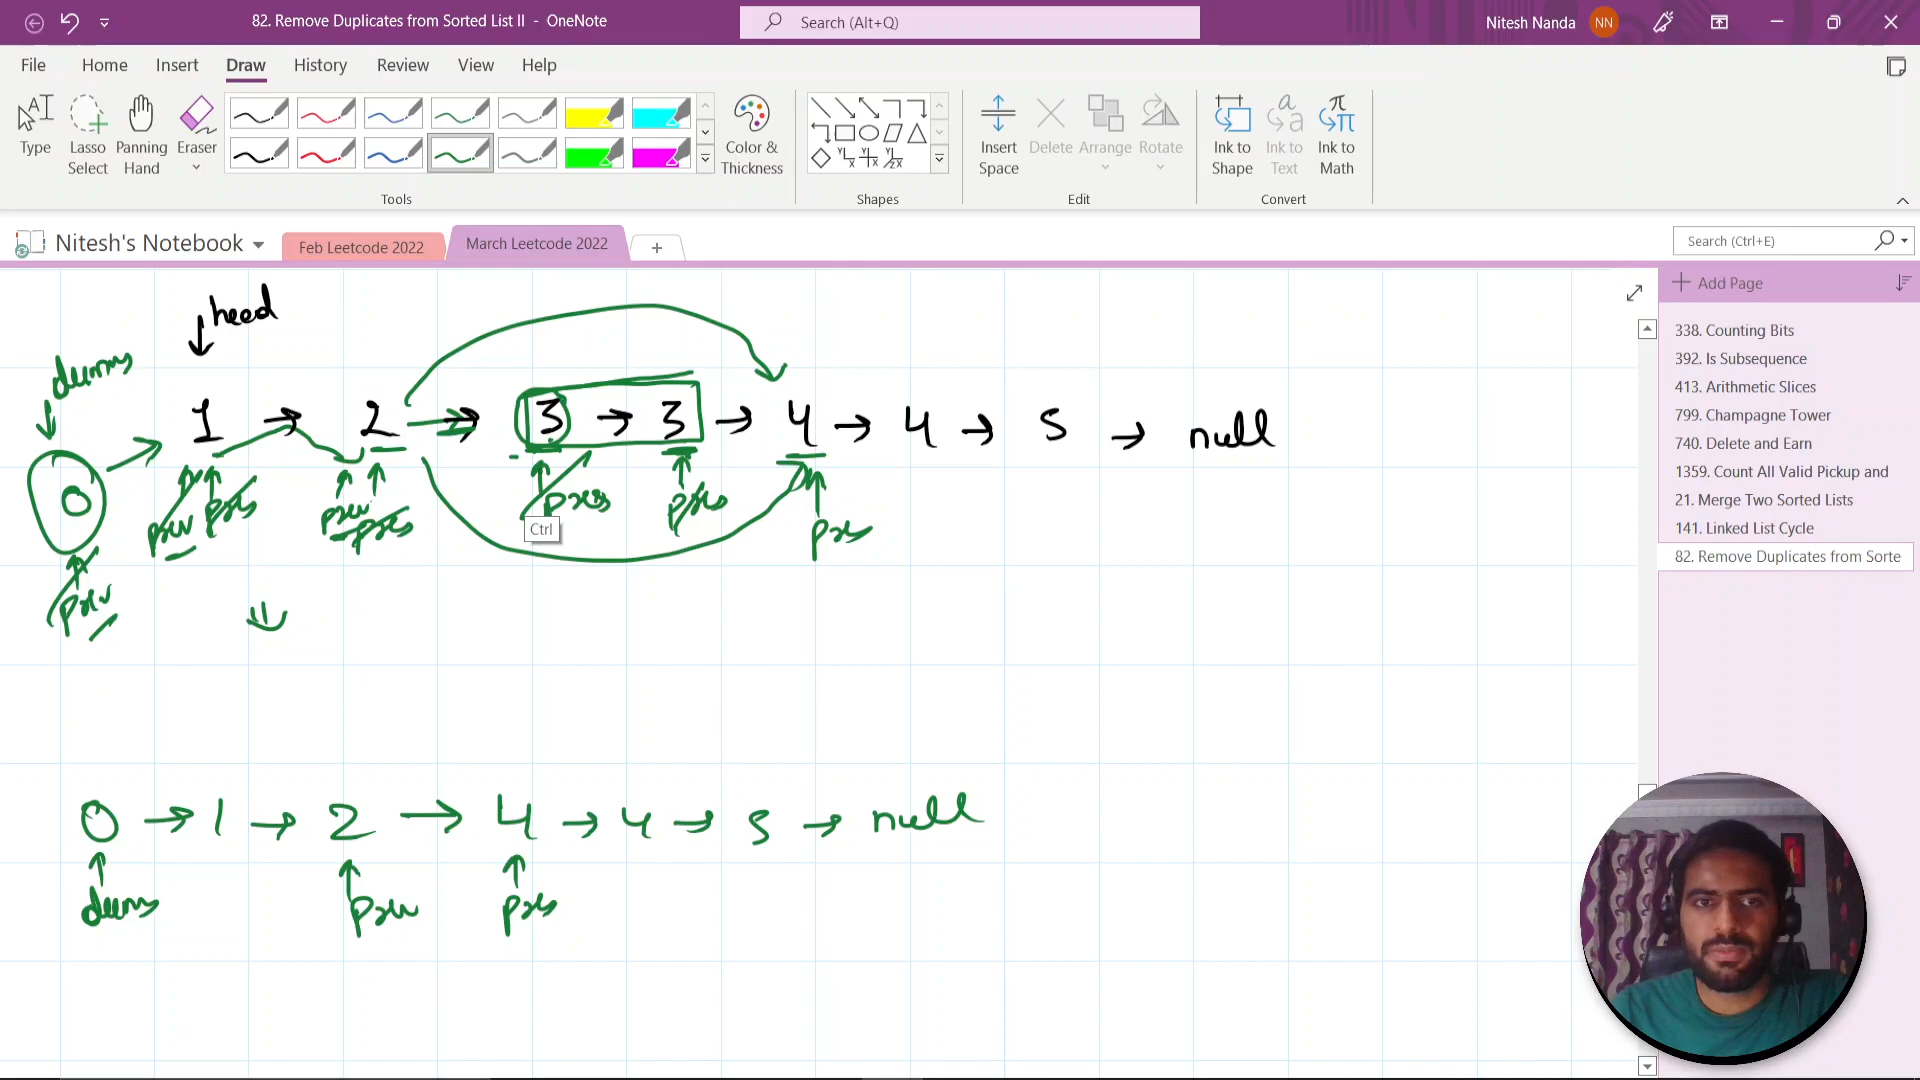 82. Remove Duplicates from Sorted List II - OneNote
Search (Alt+Q)
Nitesh Nanda
NN
File Home Insert Draw History Review View Help
Type
Lasso Select
Panning Hand
Eraser
Color & Thickness
Insert Space
Delete
Arrange
Rotate
Ink to Shape
Ink to Text
Ink to Math
Tools
Shapes
Edit
Convert
Nitesh's Notebook
Feb Leetcode 2022
March Leetcode 2022
+
Search (Ctrl+E)
Add Page
338. Counting Bits
392. Is Subsequence
413. Arithmetic Slices
799. Champagne Tower
740. Delete and Earn
1359. Count All Valid Pickup and
21. Merge Two Sorted Lists
141. Linked List Cycle
82. Remove Duplicates from Sorte
head
1 → 2 → 3 → 3 → 4 → 4 → 5 → null
0
prev
prev
Ctrl
prev
0 → 1 → 2 → 4 → 4 → 5 → null
prev